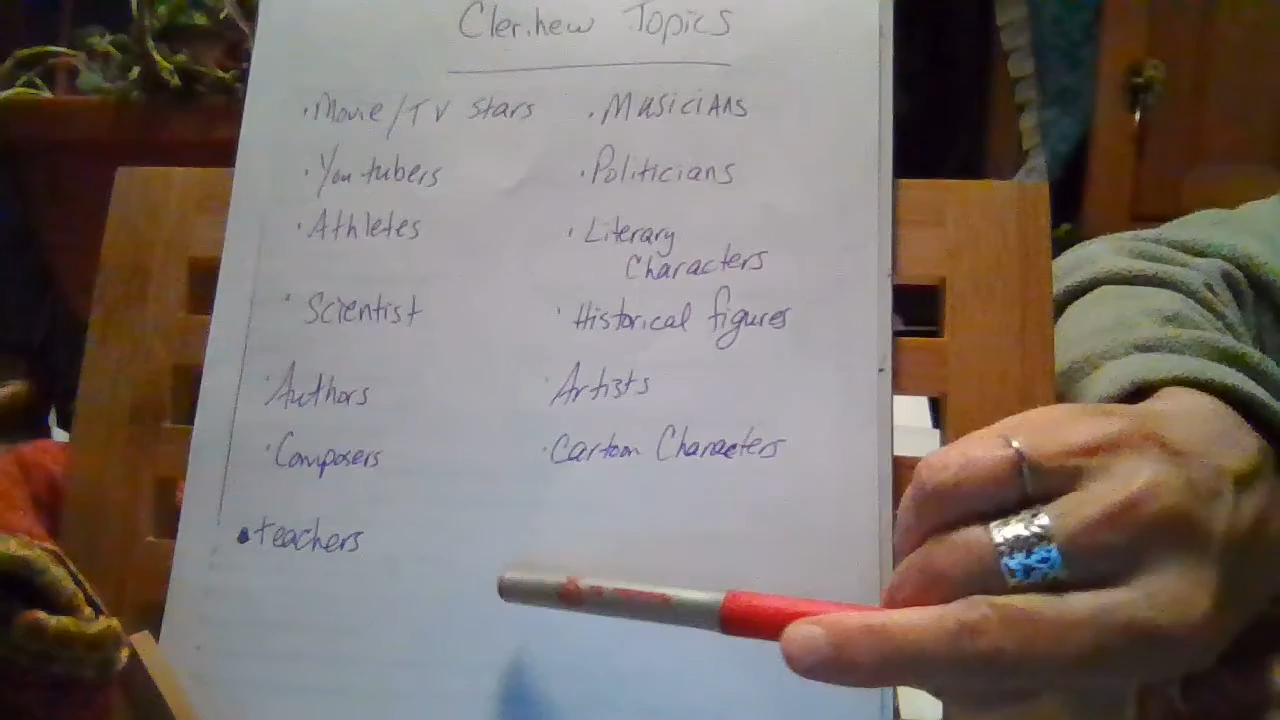 Clerihew Topics
· Movie/TV stars
· Youtubers
· Athletes
· Scientist
· Authors
· Composers
• teachers
· Musicians
· Politicians
· Literary
Characters
· Historical figures
· Artists
· Cartoon Characters